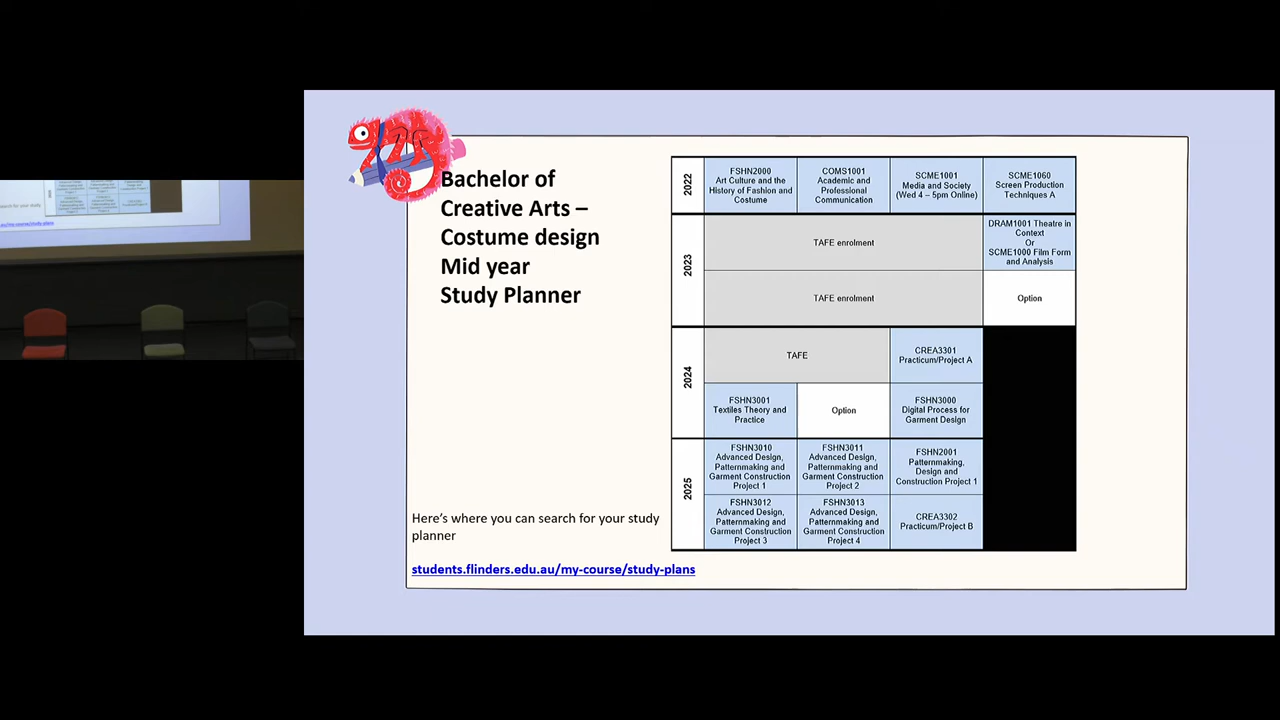 Bachelor of
Creative Arts –
Costume design
Mid year
Study Planner
Here's where you can search for your study
planner
students.flinders.edu.au/my-course/study-plans
2022
FSHN2000
Art Culture and the
History of Fashion and
Costume
COMS1001
Academic and
Professional
Communication
SCME1001
Media and Society
(Wed 4 – 5pm Online)
SCME1060
Screen Production
Techniques A
2023
TAFE enrolment
DRAM1001 Theatre in
Context
Or
SCME1000 Film Form
and Analysis
TAFE enrolment
Option
2024
TAFE
CREA3301
Practicum/Project A
FSHN3001
Textiles Theory and
Practice
Option
FSHN3000
Digital Process for
Garment Design
2025
FSHN3010
Advanced Design,
Patternmaking and
Garment Construction
Project 1
FSHN3011
Advanced Design,
Patternmaking and
Garment Construction
Project 2
FSHN2001
Patternmaking,
Design and
Construction Project 1
FSHN3012
Advanced Design,
Patternmaking and
Garment Construction
Project 3
FSHN3013
Advanced Design,
Patternmaking and
Garment Construction
Project 4
CREA3302
Practicum/Project B